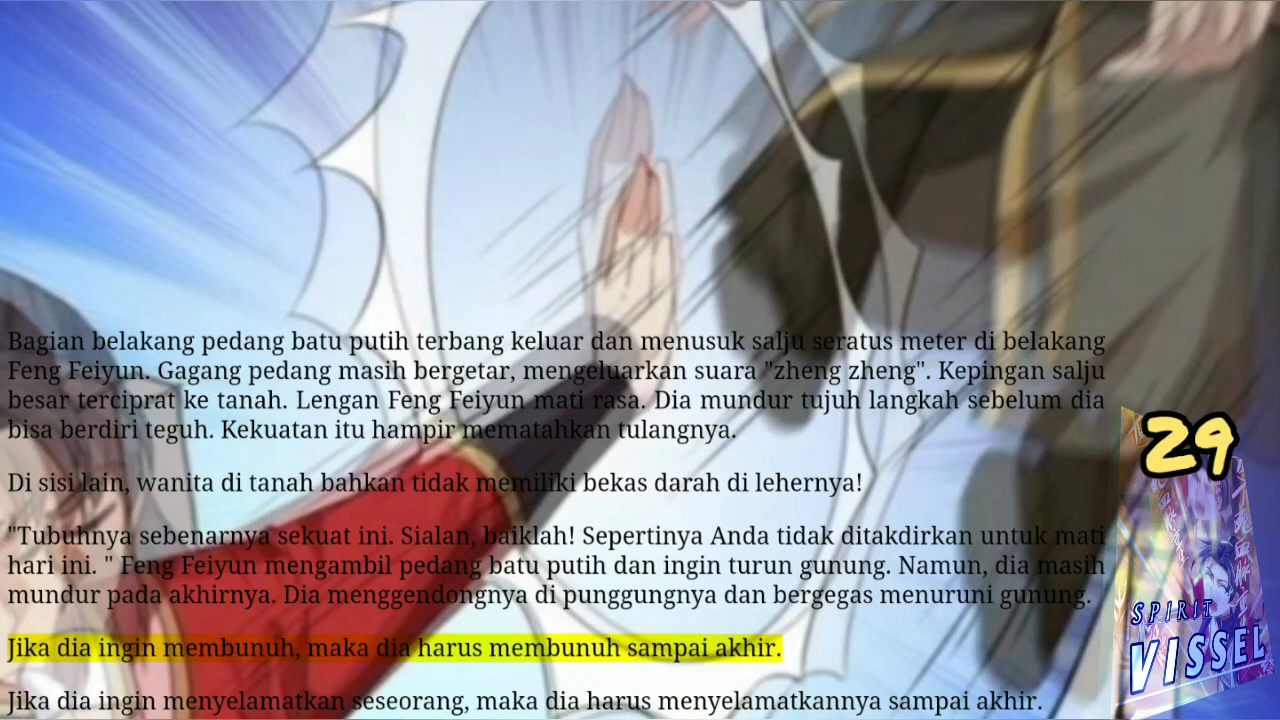 Bagian belakang pedang batu putih terbang keluar dan menusuk salju seratus meter di belakang
Feng Feiyun. Gagang pedang masih bergetar, mengeluarkan suara "zheng zheng". Kepingan salju
besar terciprat ke tanah. Lengan Feng Feiyun mati rasa. Dia mundur tujuh langkah sebelum dia
bisa berdiri teguh. Kekuatan itu hampir mematahkan tulangnya.
Di sisi lain, wanita di tanah bahkan tidak memiliki bekas darah di lehernya!
"Tubuhnya sebenarnya sekuat ini. Sialan, baiklah! Sepertinya Anda tidak ditakdirkan untuk mati
hari ini. " Feng Feiyun mengambil pedang batu putih dan ingin turun gunung. Namun, dia masih
mundur pada akhirnya. Dia menggendongnya di punggungnya dan bergegas menuruni gunung.
Jika dia ingin membunuh, maka dia harus membunuh sampai akhir.
Jika dia ingin menyelamatkan seseorang, maka dia harus menyelamatkannya sampai akhir.
29
SPIRIT
VISSEL